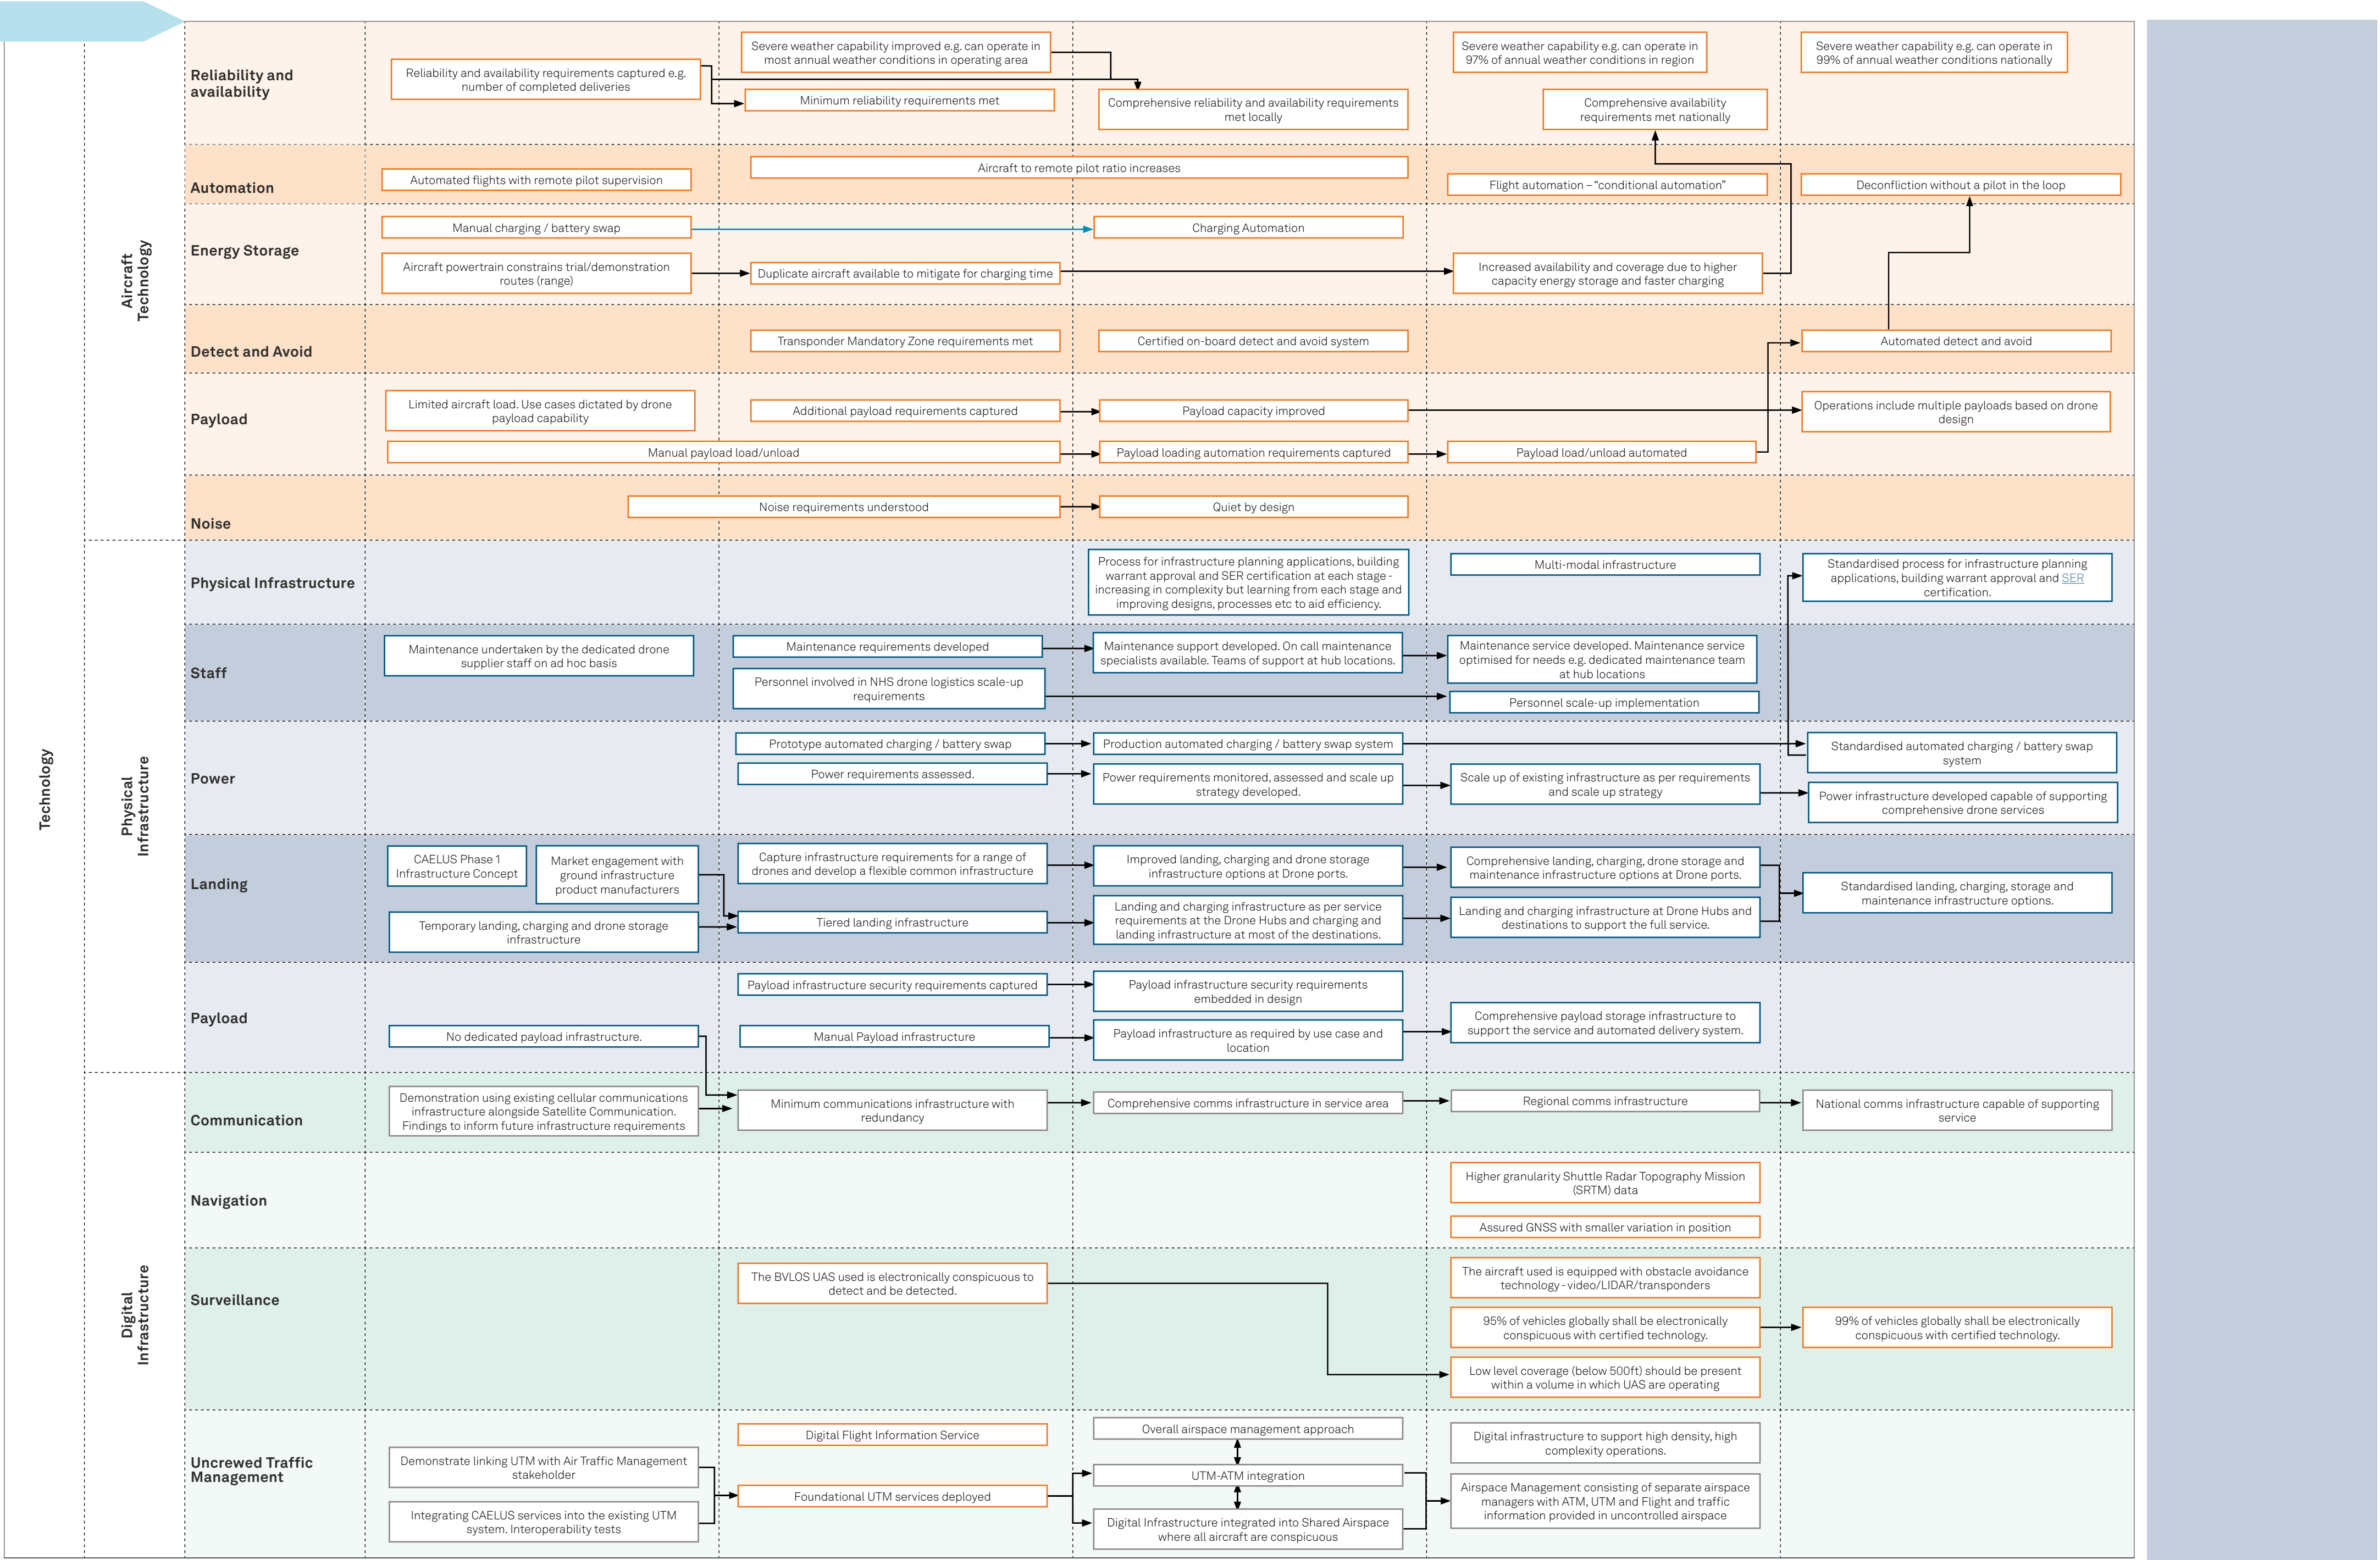 Technology
Aircraft
Technology
Reliability and
availability
Reliability and availability requirements captured e.g.
number of completed deliveries
Severe weather capability improved e.g. can operate in
most annual weather conditions in operating area
Minimum reliability requirements met
Comprehensive reliability and availability requirements
met locally
Severe weather capability e.g. can operate in
97% of annual weather conditions in region
Comprehensive availability
requirements met nationally
Severe weather capability e.g. can operate in
99% of annual weather conditions nationally
Automation
Automated flights with remote pilot supervision
Aircraft to remote pilot ratio increases
Flight automation – “conditional automation”
Deconfliction without a pilot in the loop
Energy Storage
Manual charging / battery swap
Charging Automation
Aircraft powertrain constrains trial/demonstration
routes (range)
Duplicate aircraft available to mitigate for charging time
Increased availability and coverage due to higher
capacity energy storage and faster charging
Detect and Avoid
Transponder Mandatory Zone requirements met
Certified on-board detect and avoid system
Automated detect and avoid
Payload
Limited aircraft load. Use cases dictated by drone
payload capability
Additional payload requirements captured
Payload capacity improved
Operations include multiple payloads based on drone
design
Manual payload load/unload
Payload loading automation requirements captured
Payload load/unload automated
Noise
Noise requirements understood
Quiet by design
Physical
Infrastructure
Physical Infrastructure
Process for infrastructure planning applications, building
warrant approval and SER certification at each stage -
increasing in complexity but learning from each stage and
improving designs, processes etc to aid efficiency.
Multi-modal infrastructure
Standardised process for infrastructure planning
applications, building warrant approval and SER
certification.
Staff
Maintenance undertaken by the dedicated drone
supplier staff on ad hoc basis
Maintenance requirements developed
Maintenance support developed. On call maintenance
specialists available. Teams of support at hub locations.
Maintenance service developed. Maintenance service
optimised for needs e.g. dedicated maintenance team
at hub locations
Personnel involved in NHS drone logistics scale-up
requirements
Personnel scale-up implementation
Power
Prototype automated charging / battery swap
Production automated charging / battery swap system
Standardised automated charging / battery swap
system
Power requirements assessed.
Power requirements monitored, assessed and scale up
strategy developed.
Scale up of existing infrastructure as per requirements
and scale up strategy
Power infrastructure developed capable of supporting
comprehensive drone services
Landing
CAELUS Phase 1
Infrastructure Concept
Market engagement with
ground infrastructure
product manufacturers
Capture infrastructure requirements for a range of
drones and develop a flexible common infrastructure
Improved landing, charging and drone storage
infrastructure options at Drone ports.
Comprehensive landing, charging, drone storage and
maintenance infrastructure options at Drone ports.
Standardised landing, charging, storage and
maintenance infrastructure options.
Temporary landing, charging and drone storage
infrastructure
Tiered landing infrastructure
Landing and charging infrastructure as per service
requirements at the Drone Hubs and charging and
landing infrastructure at most of the destinations.
Landing and charging infrastructure at Drone Hubs and
destinations to support the full service.
Payload
Payload infrastructure security requirements captured
Payload infrastructure security requirements
embedded in design
No dedicated payload infrastructure.
Manual Payload infrastructure
Payload infrastructure as required by use case and
location
Comprehensive payload storage infrastructure to
support the service and automated delivery system.
Digital
Infrastructure
Communication
Demonstration using existing cellular communications
infrastructure alongside Satellite Communication.
Findings to inform future infrastructure requirements
Minimum communications infrastructure with
redundancy
Comprehensive comms infrastructure in service area
Regional comms infrastructure
National comms infrastructure capable of supporting
service
Navigation
Higher granularity Shuttle Radar Topography Mission
(SRTM) data
Assured GNSS with smaller variation in position
Surveillance
The BVLOS UAS used is electronically conspicuous to
detect and be detected.
The aircraft used is equipped with obstacle avoidance
technology - video/LIDAR/transponders
95% of vehicles globally shall be electronically
conspicuous with certified technology.
99% of vehicles globally shall be electronically
conspicuous with certified technology.
Low level coverage (below 500ft) should be present
within a volume in which UAS are operating
Uncrewed Traffic
Management
Demonstrate linking UTM with Air Traffic Management
stakeholder
Integrating CAELUS services into the existing UTM
system. Interoperability tests
Digital Flight Information Service
Foundational UTM services deployed
Overall airspace management approach
UTM-ATM integration
Digital Infrastructure integrated into Shared Airspace
where all aircraft are conspicuous
Digital infrastructure to support high density, high
complexity operations.
Airspace Management consisting of separate airspace
managers with ATM, UTM and Flight and traffic
information provided in uncontrolled airspace